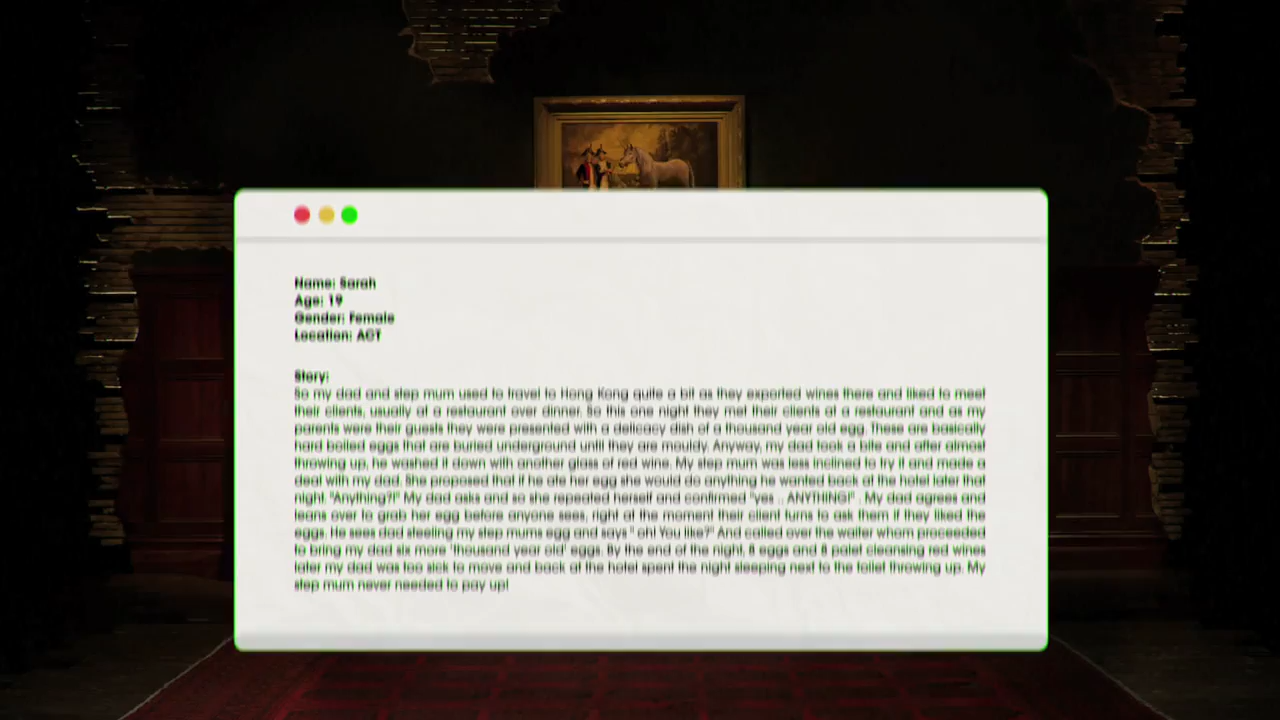 Name: Sarah
Age: 19
Gender: Female
Location: ACT
Story:
So my dad and step mum used to travel to Hong Kong quite a bit as they exported wines there and liked to meet
their clients, usually at a restaurant over dinner. So this one night they met their clients at a restaurant and as my
parents were their guests they were presented with a delicacy dish of a thousand year old egg. These are basically
hard boiled eggs that are buried underground until they are mouldy. Anyway, my dad took a bite and after almost
throwing up, he washed it down with another glass of red wine. My step mum was less inclined to try it and made a
deal with my dad. She proposed that if he ate her egg she would do anything he wanted back at the hotel later that
night. "Anything?!" My dad asks and so she repeated herself and confirmed "yes .. ANYTHING!" . My dad agrees and
leans over to grab her egg before anyone sees, right at the moment their client turns to ask them if they liked the
eggs. He sees dad steeling my step mums egg and says " oh! You like?" And called over the waiter whom proceeded
to bring my dad six more 'thousand year old' eggs. By the end of the night, 8 eggs and 8 palet cleansing red wines
later my dad was too sick to move and back at the hotel spent the night sleeping next to the toilet throwing up. My
step mum never needed to pay up!